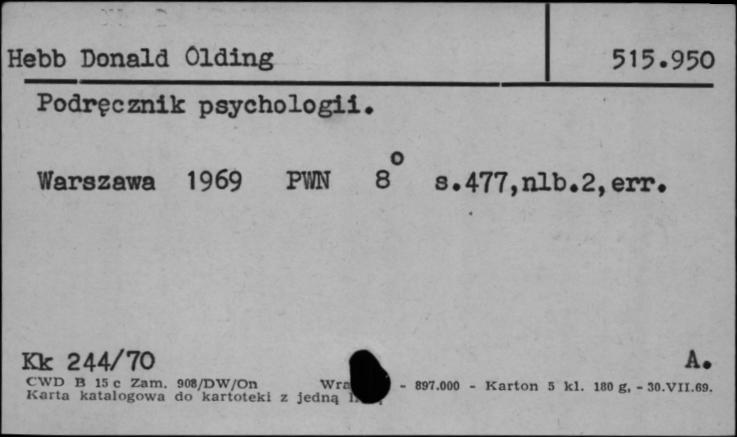 Hebb Donald Olding 515.950
Podręcznik psychologii.
Warszawa 1969 PWN 8° s.477,nlb.2,err.
Kk 244/70 A.
CWD B 15 c Zam. 908/DW/On - 897.000 - Karton 5 kl. 180 g. - 30.VII.69.
Karta katalogowa do kartoteki z jedną